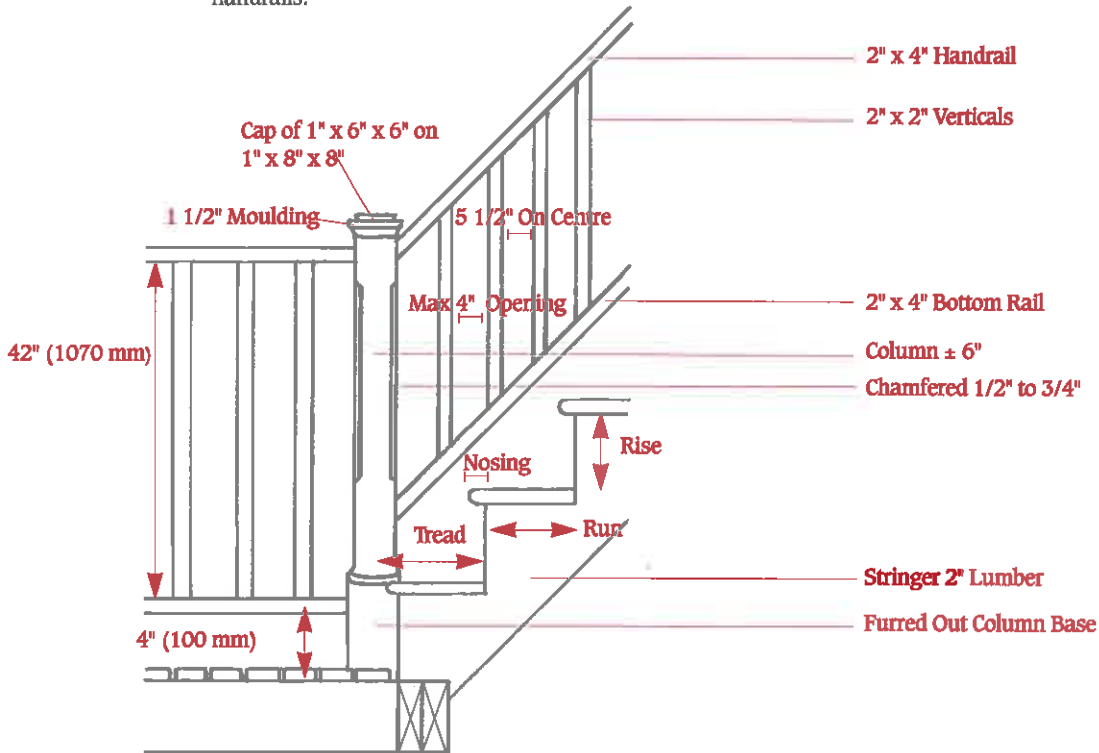 handrails.
2" x 4" Handrail
2" x 2" Verticals
Cap of 1" x 6" x 6" on
1" x 8" x 8"
1 1/2" Moulding
5 1/2" On Centre
Max 4" Opening
2" x 4" Bottom Rail
42" (1070 mm)
Column ± 6"
Chamfered 1/2" to 3/4"
Rise
Nosing
Tread
Run
Stringer 2" Lumber
Furred Out Column Base
4" (100 mm)